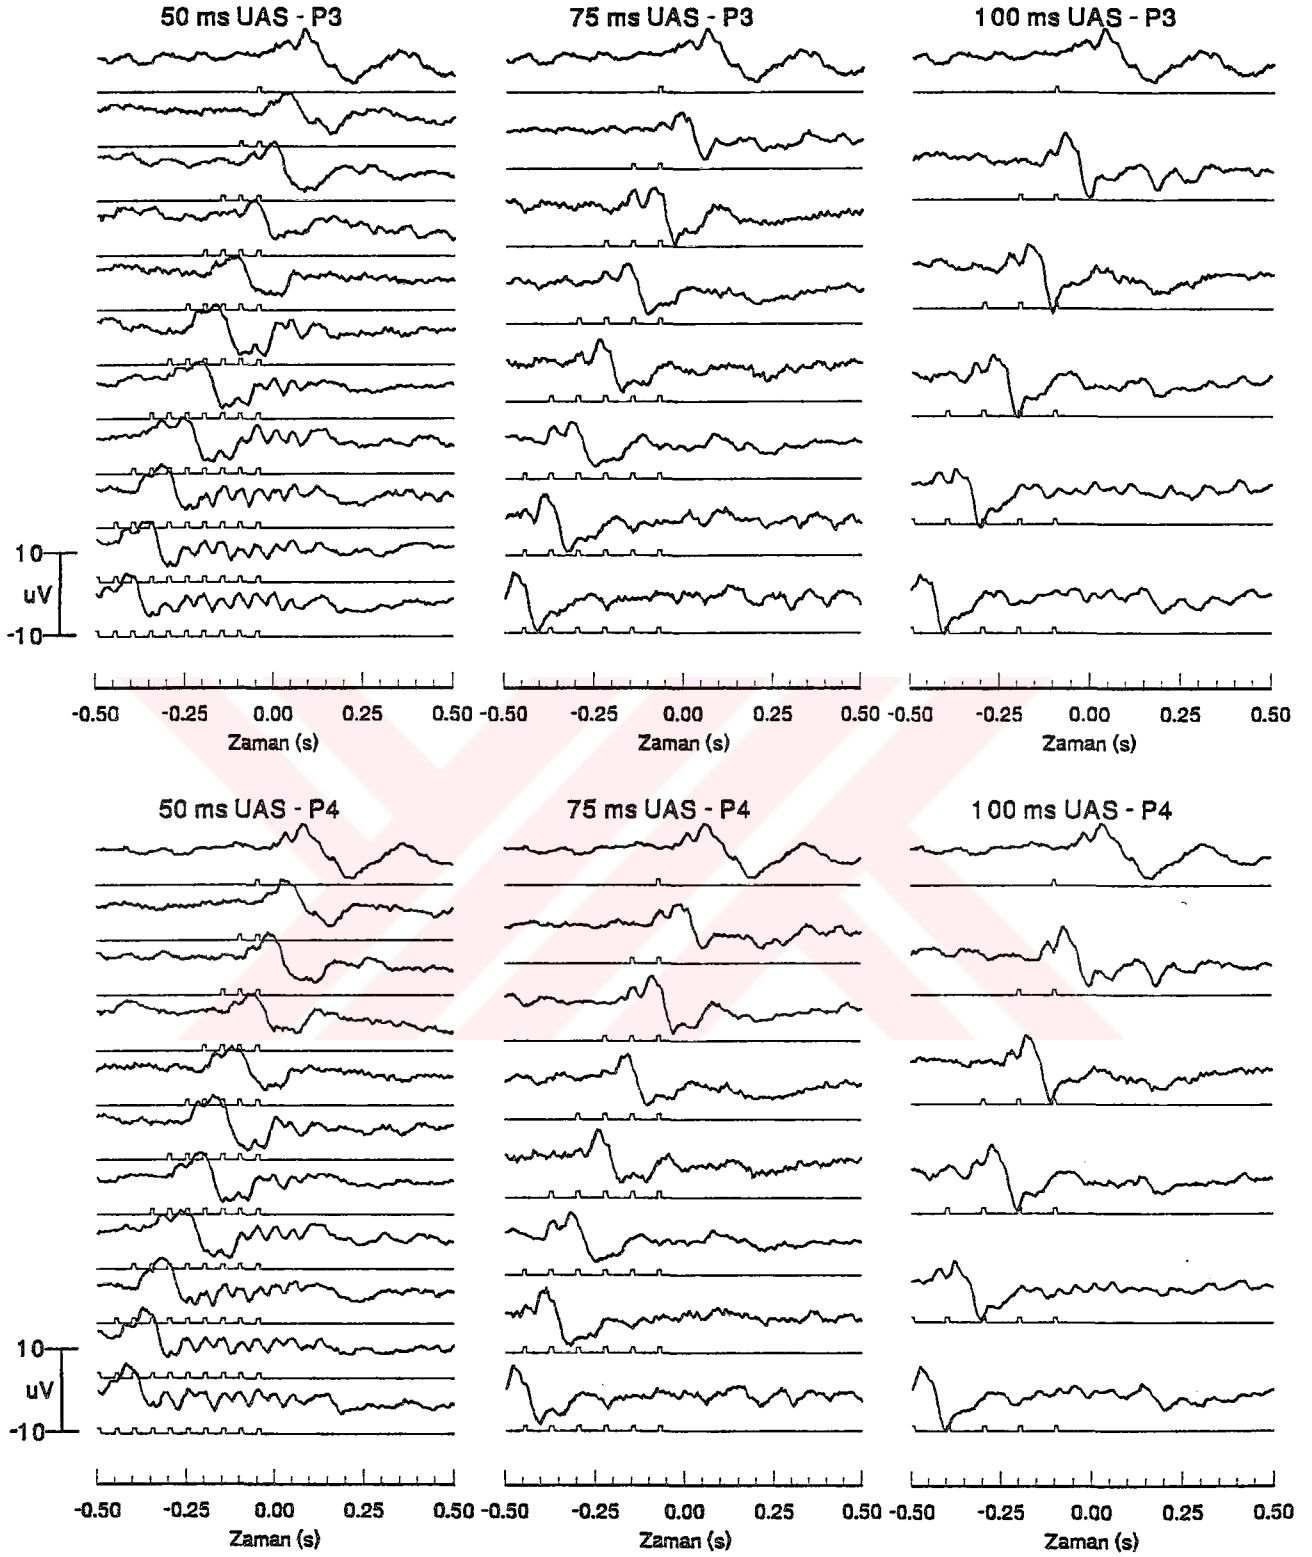 50 ms UAS - P3 75 ms UAS - P3 100 ms UAS - P3
10
uV
-10
-0.50 -0.25 0.00 0.25 0.50 -0.50 -0.25 0.00 0.25 0.50 -0.50 -0.25 0.00 0.25 0.50
Zaman (s) Zaman (s) Zaman (s)
50 ms UAS - P4 75 ms UAS - P4 100 ms UAS - P4
10
uV
-10
-0.50 -0.25 0.00 0.25 0.50 -0.50 -0.25 0.00 0.25 0.50 -0.50 -0.25 0.00 0.25 0.50
Zaman (s) Zaman (s) Zaman (s)